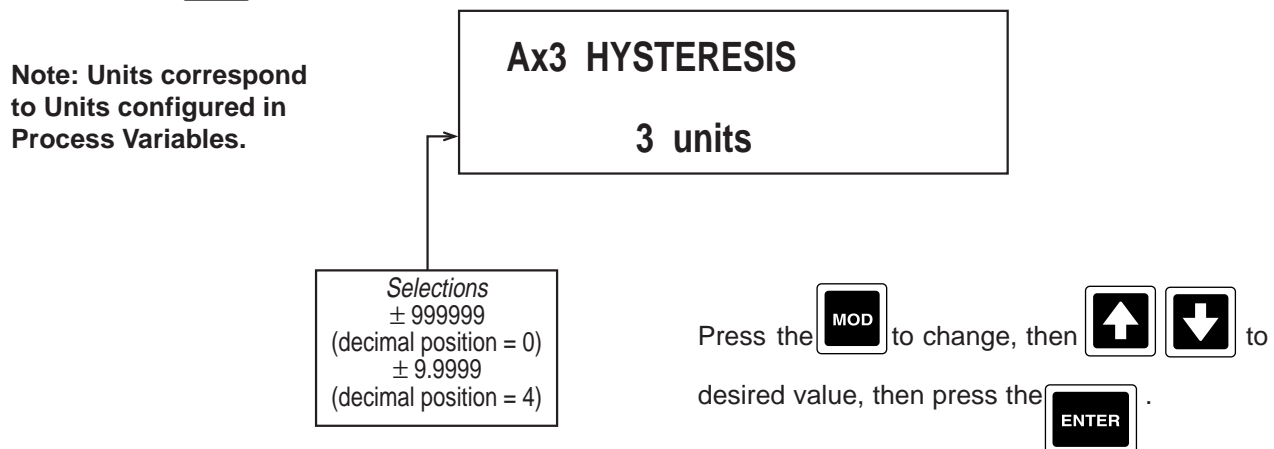 Note: Units correspond
to Units configured in
Process Variables.
Ax3 HYSTERESIS
3 units
Selections
± 999999
(decimal position = 0)
± 9.9999
(decimal position = 4)
Press the MOD to change, then to
desired value, then press the ENTER .